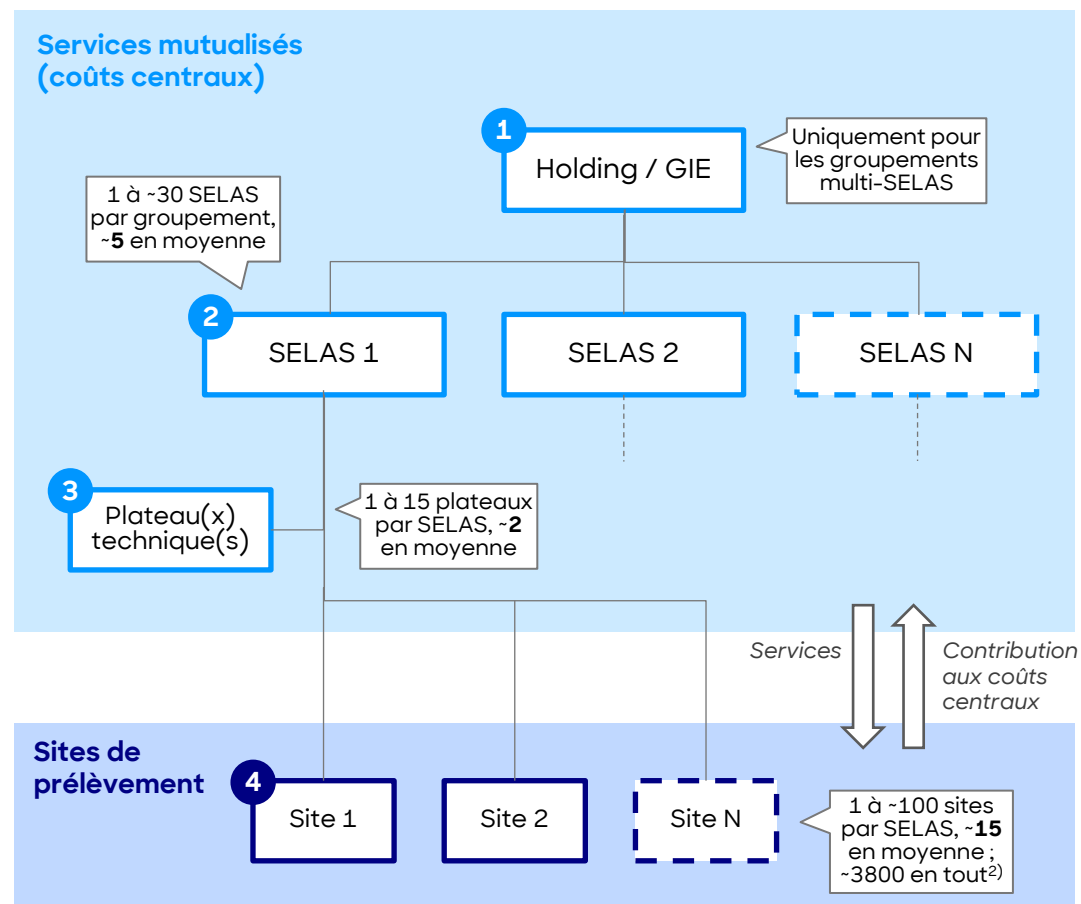 Services mutualisés
(coûts centraux)
1
Holding / GIE
Uniquement pour
les groupements
multi-SELAS
1 à ~30 SELAS
par groupement,
~5 en moyenne
2
SELAS 1
SELAS 2
SELAS N
3
Plateau(x)
technique(s)
1 à 15 plateaux
par SELAS, ~2
en moyenne
Services
Contribution
aux coûts
centraux
Sites de
prélèvement
4
Site 1
Site 2
Site N
1 à ~100 sites
par SELAS, ~15
en moyenne ;
~3800 en tout²⁾